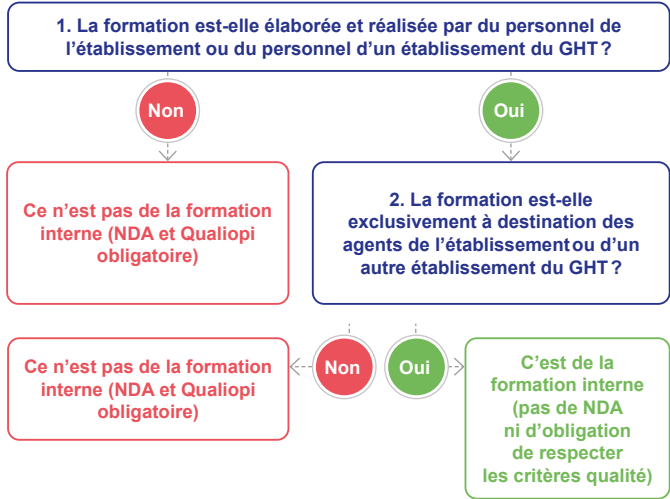 1. La formation est-elle élaborée et réalisée par du personnel de
l’établissement ou du personnel d’un établissement du GHT ?
Non
Oui
Ce n’est pas de la formation
interne (NDA et Qualiopi
obligatoire)
2. La formation est-elle
exclusivement à destination des
agents de l’établissement ou d’un
autre établissement du GHT ?
Ce n’est pas de la formation
interne (NDA et Qualiopi
obligatoire)
Non
Oui
C’est de la
formation interne
(pas de NDA
ni d’obligation
de respecter
les critères qualité)